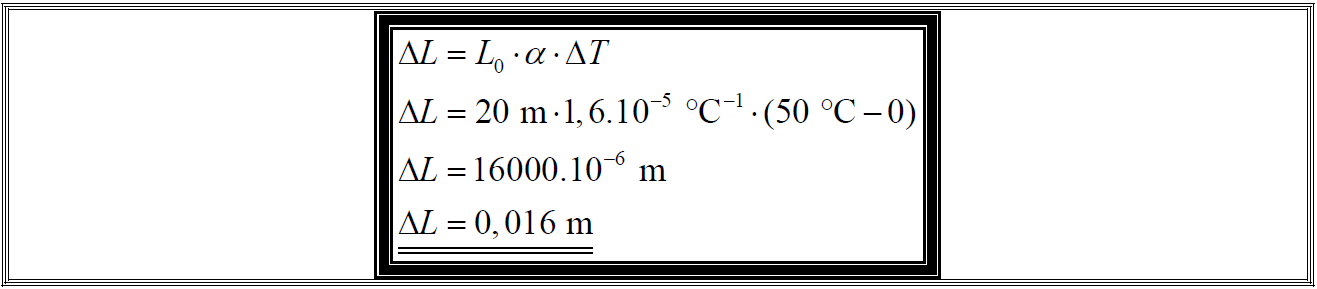 ΔL = L₀ · α · ΔT
ΔL = 20 m · 1,6.10⁻⁵ °C⁻¹ · (50 °C − 0)
ΔL = 16000.10⁻⁶ m
ΔL = 0,016 m